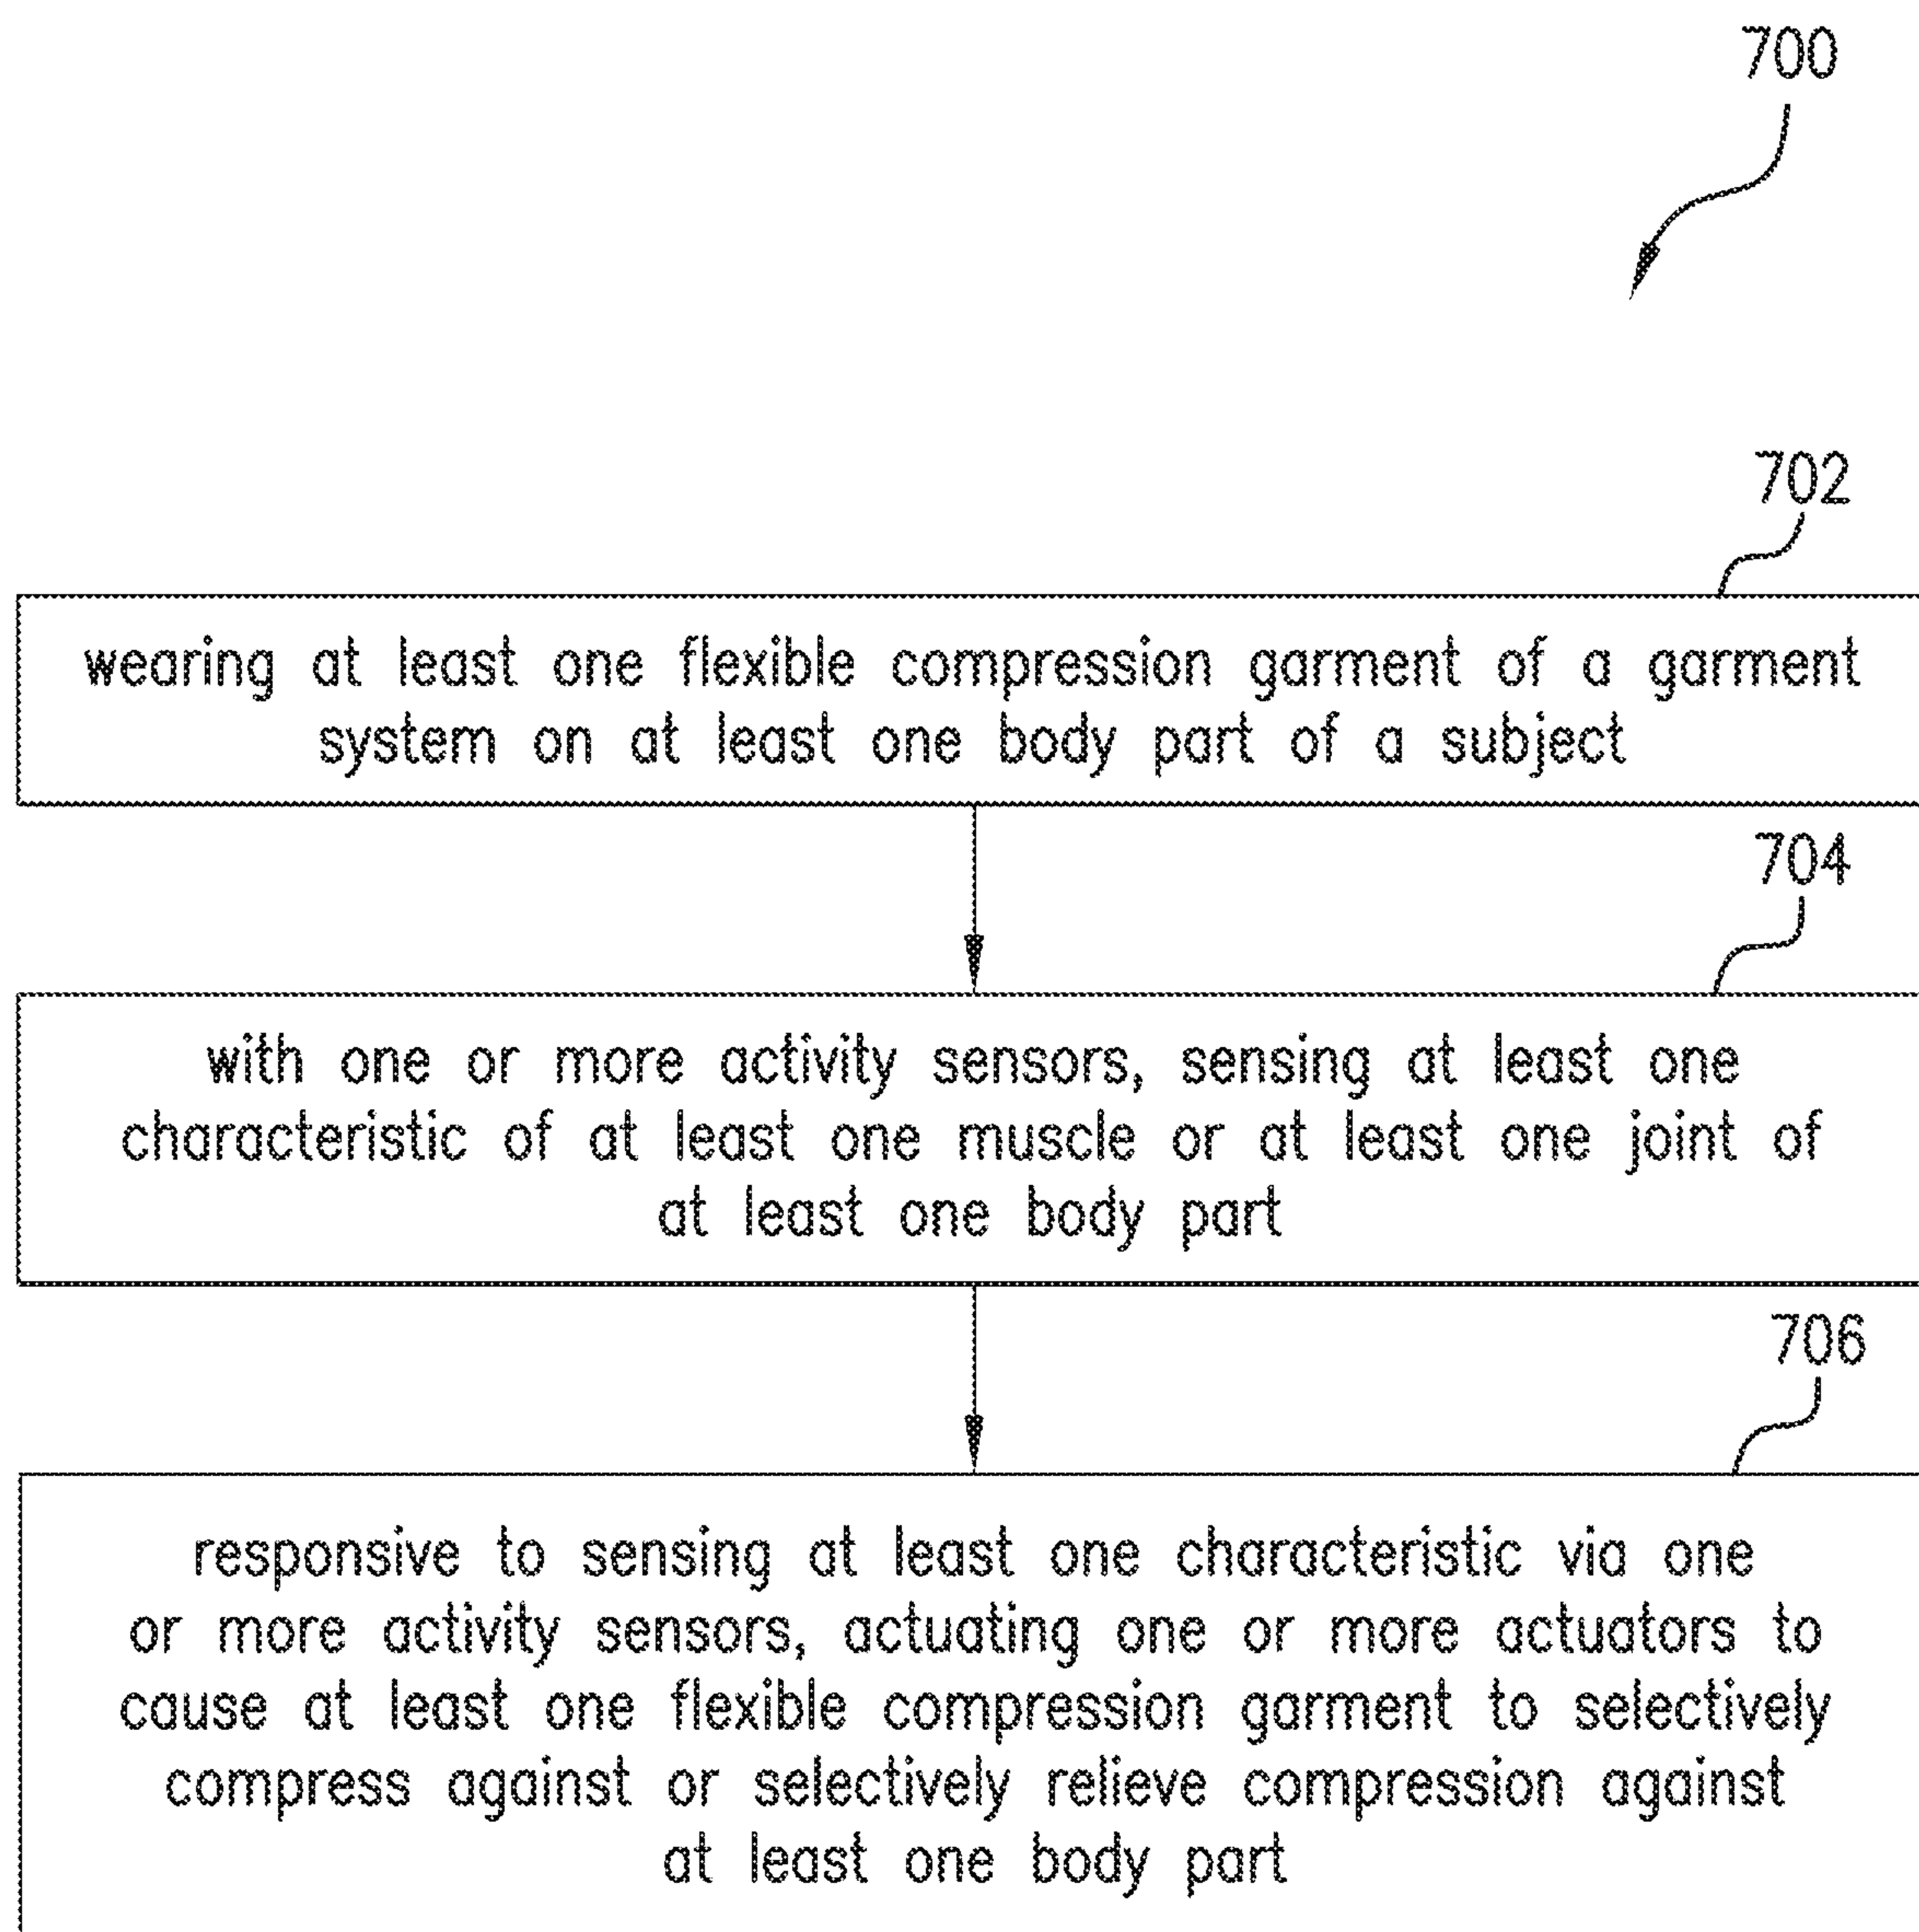 700
702
wearing at least one flexible compression garment of a garment
system on at least one body part of a subject
704
with one or more activity sensors, sensing at least one
characteristic of at least one muscle or at least one joint of
at least one body part
706
responsive to sensing at least one characteristic via one
or more activity sensors, actuating one or more actuators to
cause at least one flexible compression garment to selectively
compress against or selectively relieve compression against
at least one body part